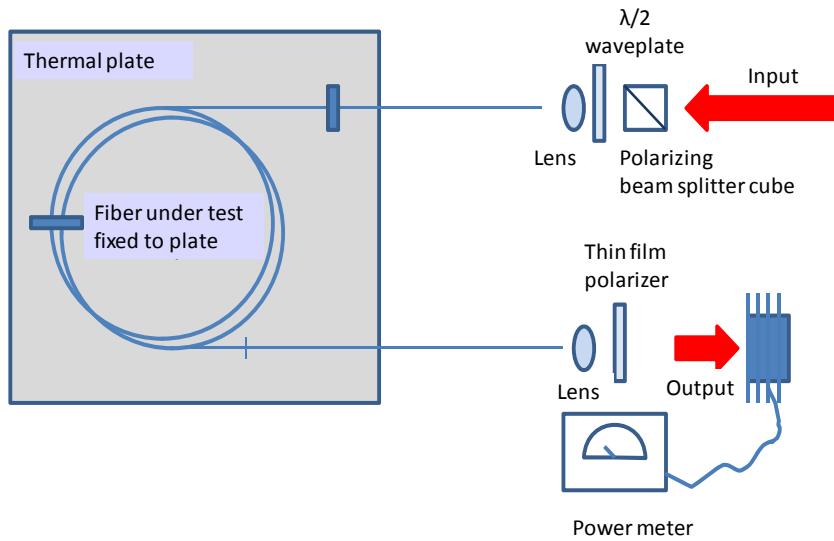 λ/2
waveplate
Thermal plate
Input
Lens
Polarizing
beam splitter cube
Fiber under test
fixed to plate
Thin film
polarizer
Lens
Output
Power meter